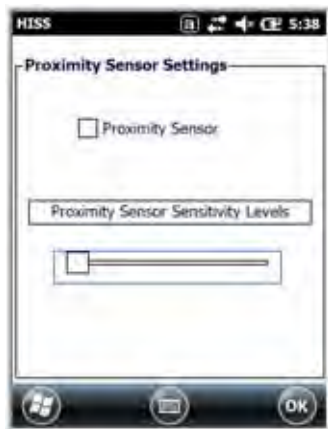 HISS 5:38
Proximity Sensor Settings
Proximity Sensor
Proximity Sensor Sensitivity Levels
OK